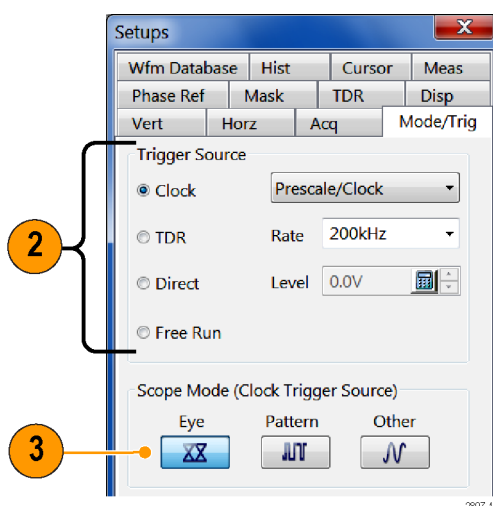 Setups
Wfm Database Hist Cursor Meas
Phase Ref Mask TDR Disp
Vert Horz Acq Mode/Trig
Trigger Source
Clock Prescale/Clock
2
TDR Rate 200kHz
Direct Level 0.0V
Free Run
Scope Mode (Clock Trigger Source)
Eye Pattern Other
3